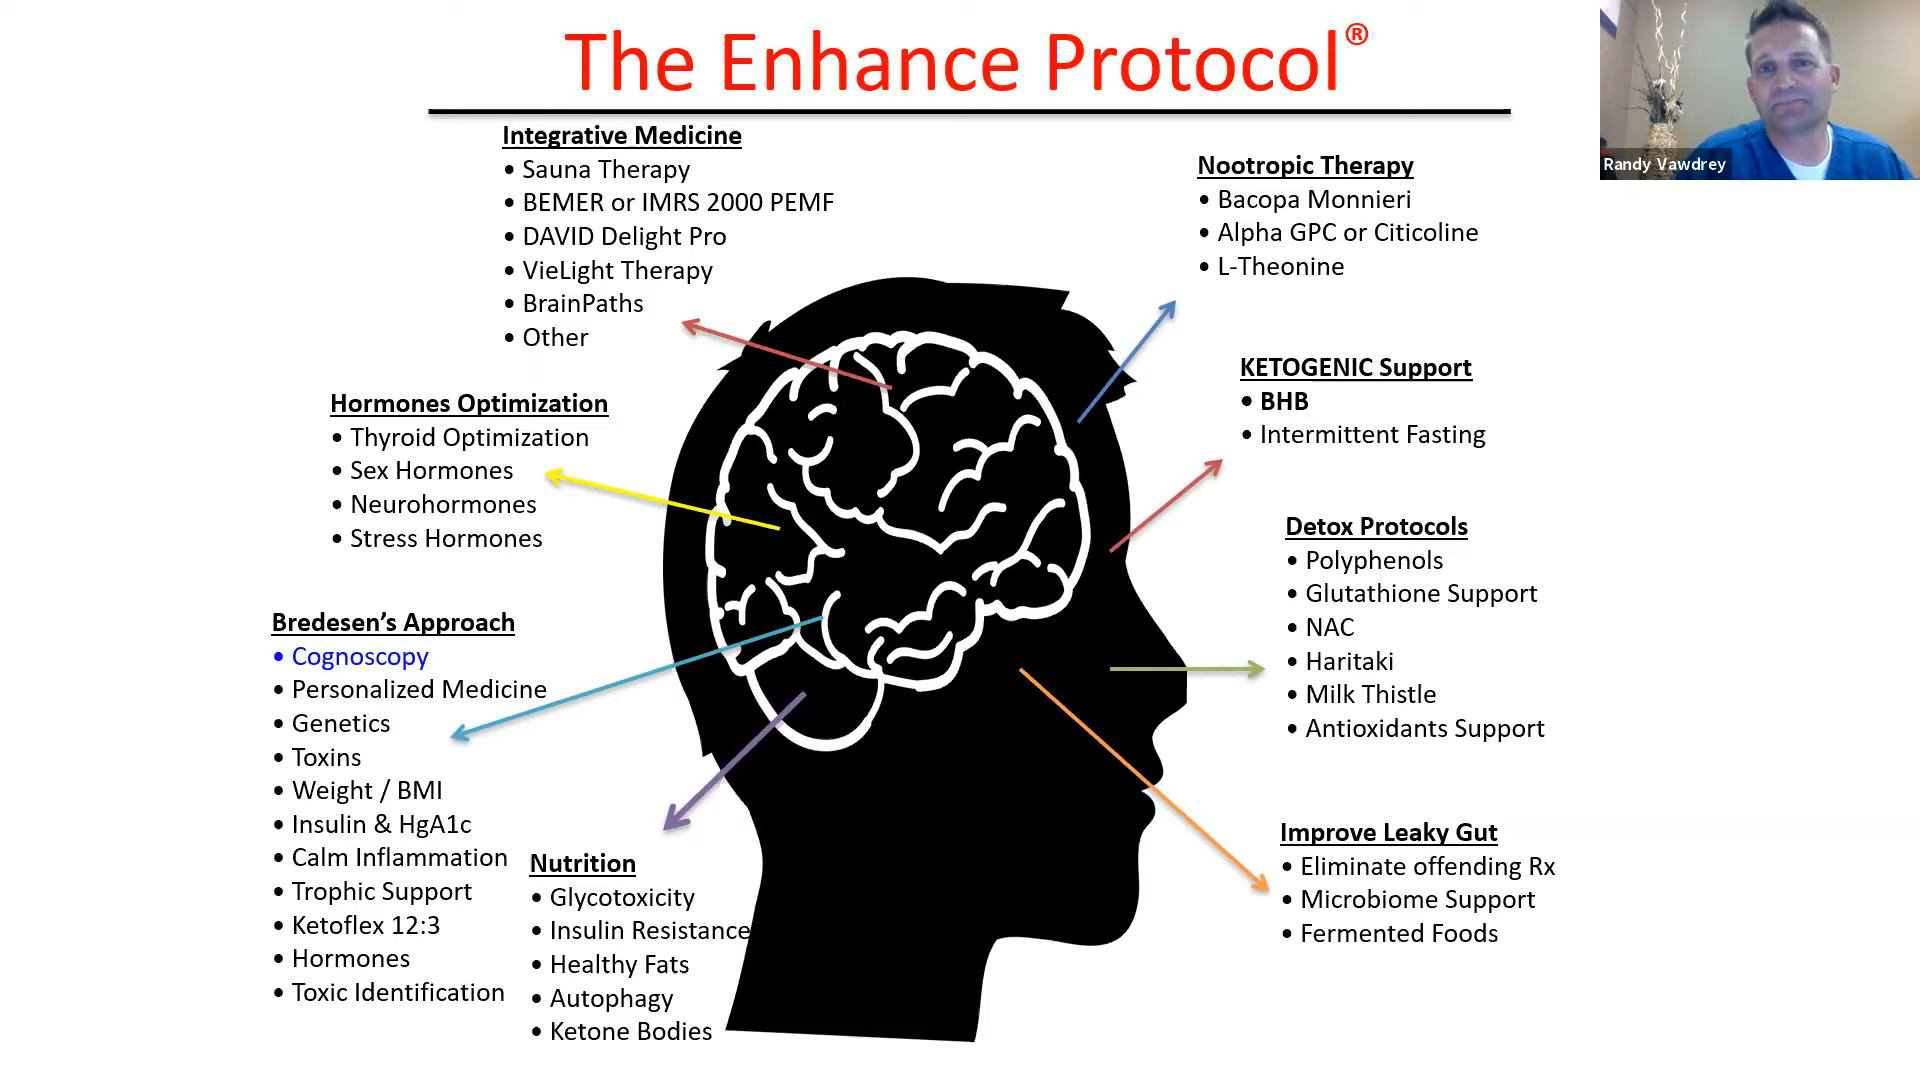 The Enhance Protocol®
Integrative Medicine
• Sauna Therapy
• BEMER or IMRS 2000 PEMF
• DAVID Delight Pro
• VieLight Therapy
• BrainPaths
• Other
Hormones Optimization
• Thyroid Optimization
• Sex Hormones
• Neurohormones
• Stress Hormones
Bredesen’s Approach
• Cognoscopy
• Personalized Medicine
• Genetics
• Toxins
• Weight / BMI
• Insulin & HgA1c
• Calm Inflammation
• Trophic Support
• Ketoflex 12:3
• Hormones
• Toxic Identification
Nutrition
• Glycotoxicity
• Insulin Resistance
• Healthy Fats
• Autophagy
• Ketone Bodies
Nootropic Therapy
• Bacopa Monnieri
• Alpha GPC or Citicoline
• L-Theonine
KETOGENIC Support
• BHB
• Intermittent Fasting
Detox Protocols
• Polyphenols
• Glutathione Support
• NAC
• Haritaki
• Milk Thistle
• Antioxidants Support
Improve Leaky Gut
• Eliminate offending Rx
• Microbiome Support
• Fermented Foods
Randy Vawdrey